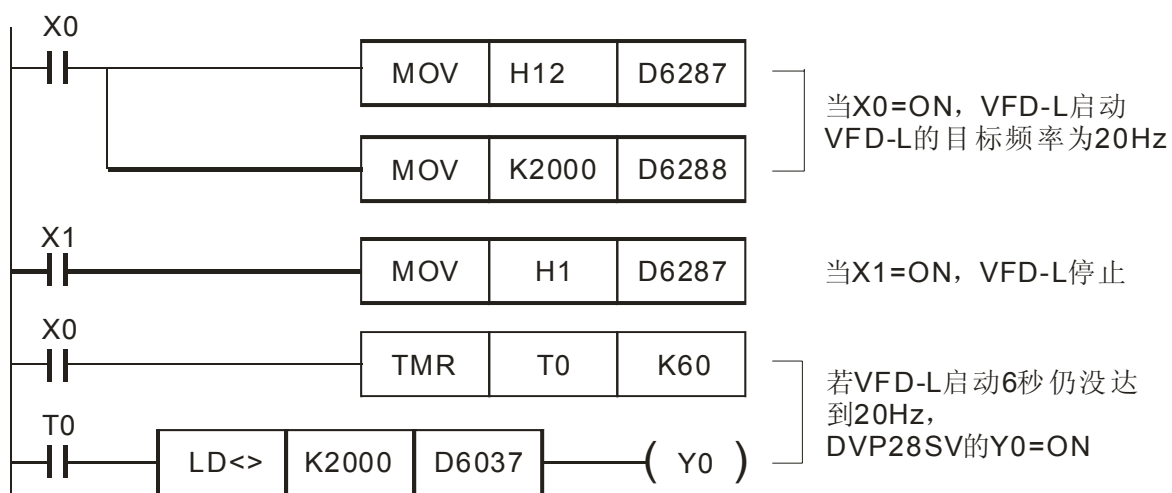 X0
MOV H12 D6287
MOV K2000 D6288
当X0=ON，VFD-L启动
VFD-L的目标频率为20Hz
X1
MOV H1 D6287
当X1=ON，VFD-L停止
X0
TMR T0 K60
T0
LD<> K2000 D6037 ( Y0 )
若VFD-L启动6秒仍没达
到20Hz，
DVP28SV的Y0=ON